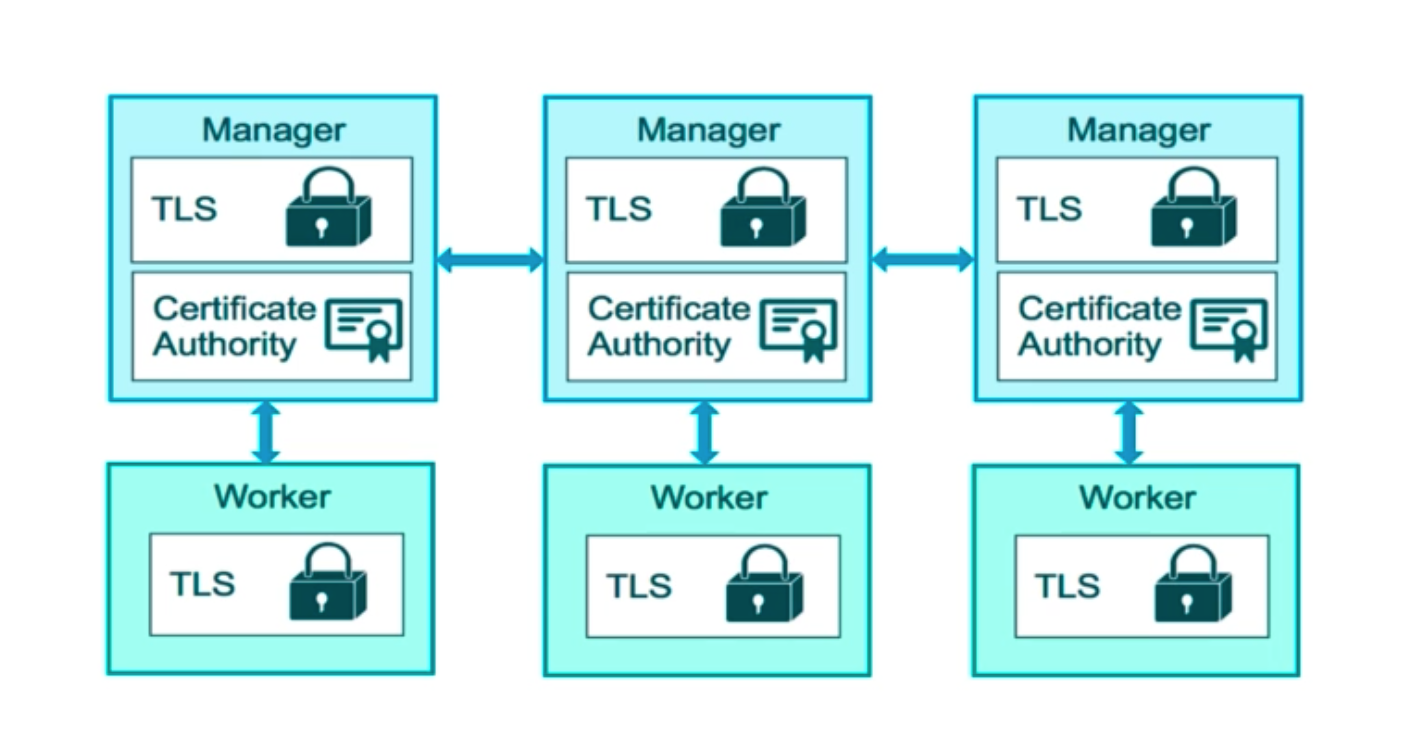 Manager
TLS
Certificate
Authority
Manager
TLS
Certificate
Authority
Manager
TLS
Certificate
Authority
Worker
TLS
Worker
TLS
Worker
TLS